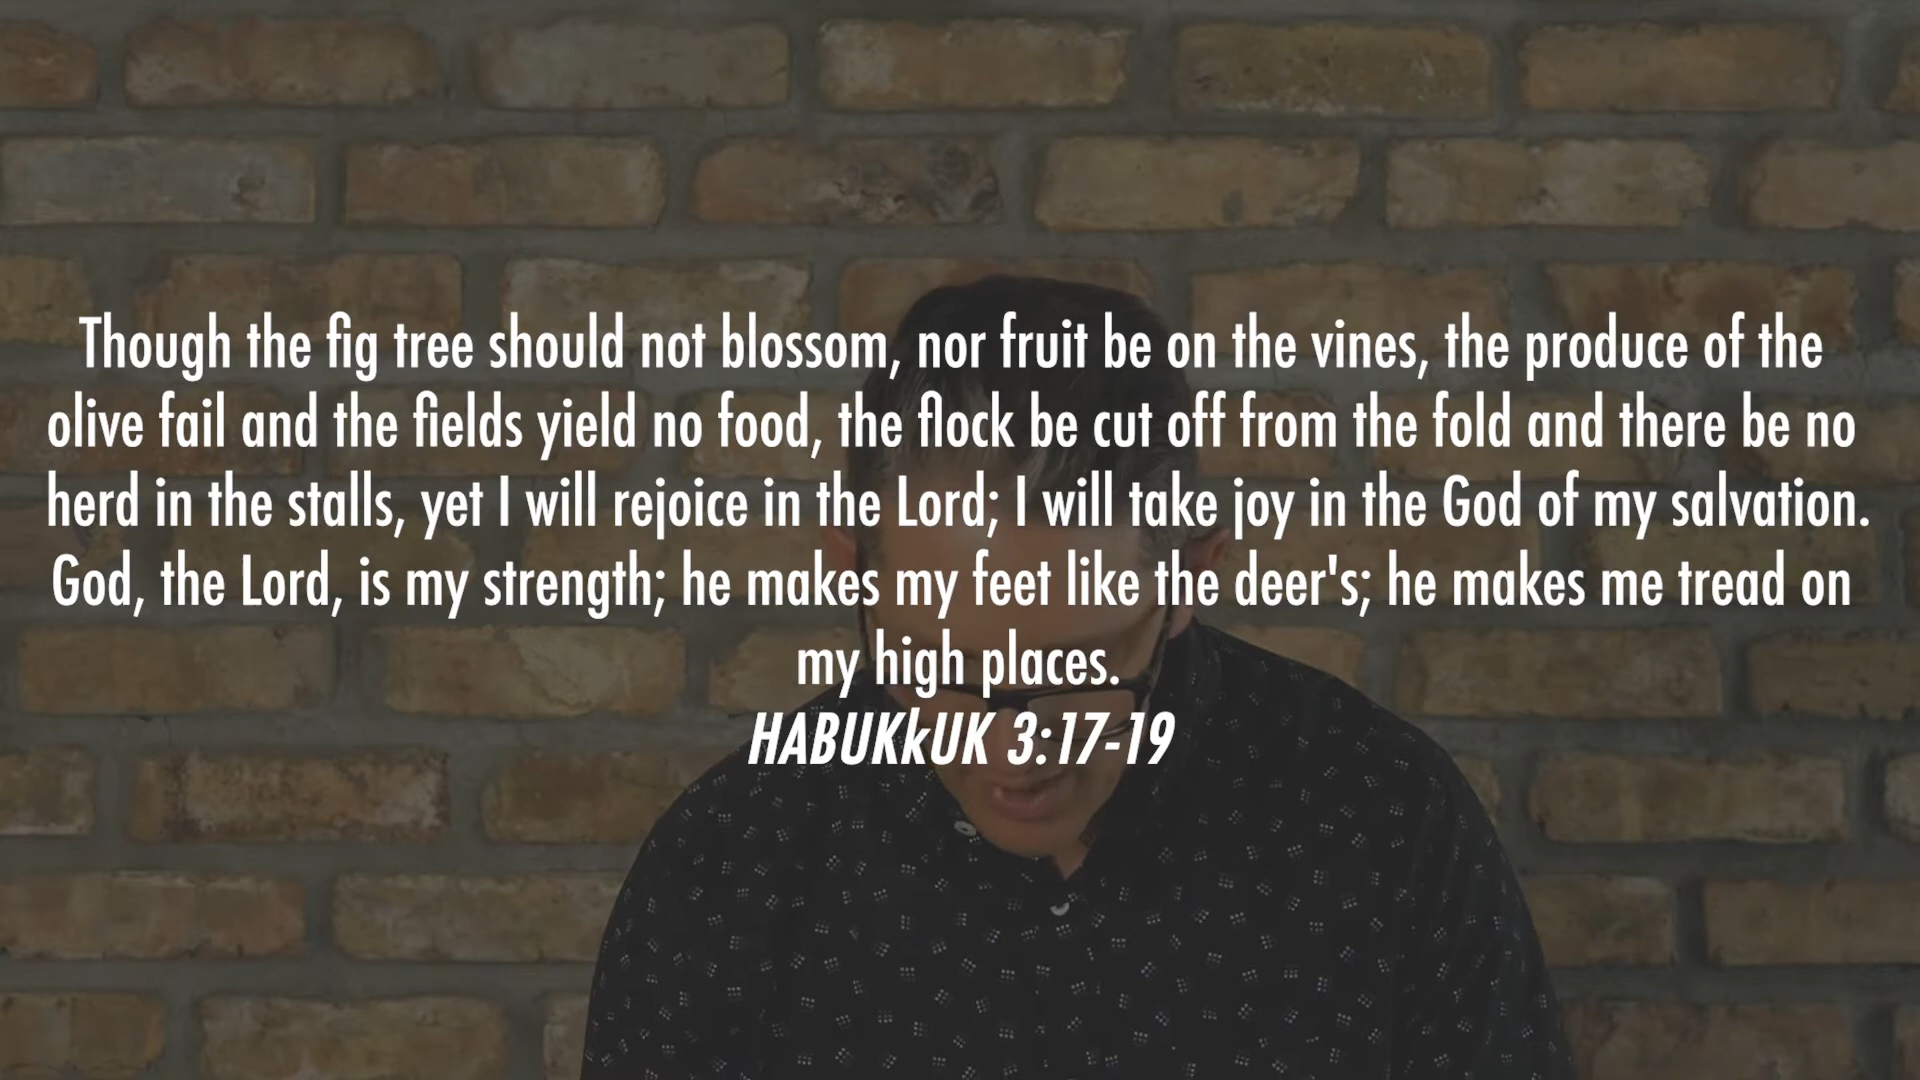 Though the fig tree should not blossom, nor fruit be on the vines, the produce of the
olive fail and the fields yield no food, the flock be cut off from the fold and there be no
herd in the stalls, yet I will rejoice in the Lord; I will take joy in the God of my salvation.
God, the Lord, is my strength; he makes my feet like the deer's; he makes me tread on
my high places.
HABUKkUK 3:17-19